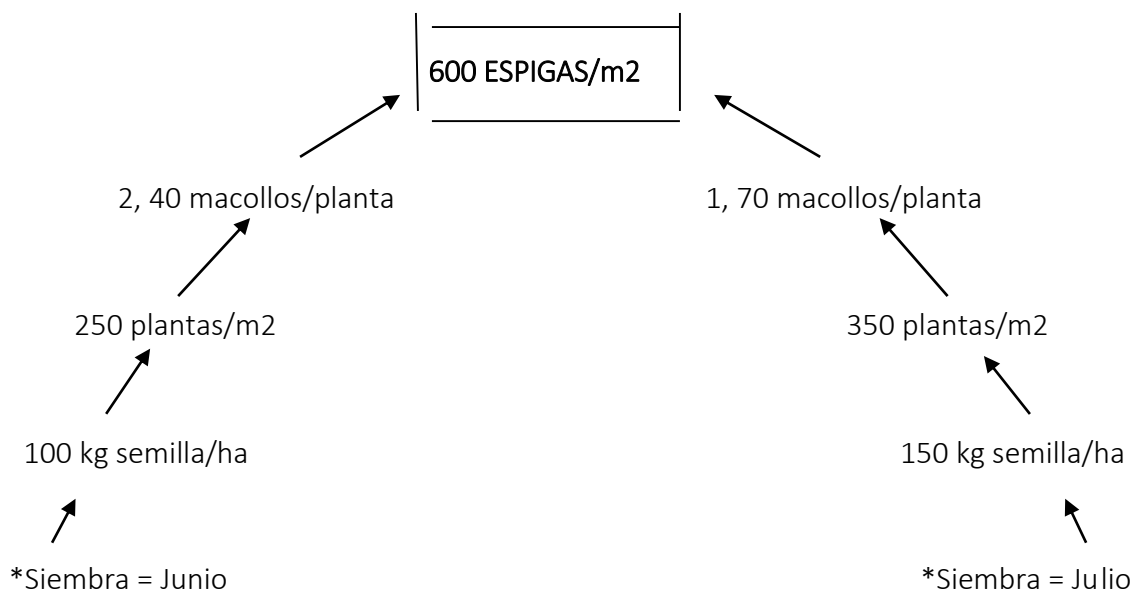 600 ESPIGAS/m2
2, 40 macollos/planta
1, 70 macollos/planta
250 plantas/m2
350 plantas/m2
100 kg semilla/ha
150 kg semilla/ha
*Siembra = Junio
*Siembra = Julio